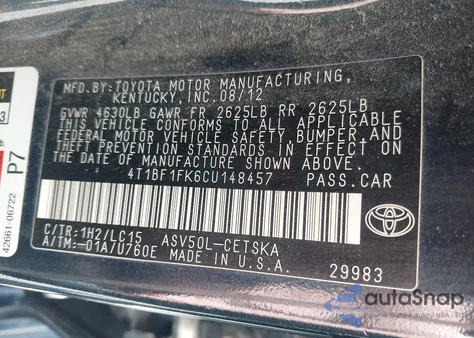 MFD. BY:TOYOTA MOTOR MANUFACTURING,
KENTUCKY, INC. 08/12
GVWR 4630LB GAWR FR 2625LB RR 2625LB
THIS VEHICLE CONFORMS TO ALL APPLICABLE
FEDERAL MOTOR VEHICLE SAFETY, BUMPER, AND
THEFT PREVENTION STANDARDS IN EFFECT ON
THE DATE OF MANUFACTURE SHOWN ABOVE.
4T1BF1FK6CU148457 PASS.CAR
C/TR:1H2/LC15 ASV50L-CETSKA
A/TM:-01A/U760E MADE IN U.S.A.
29983
P7
42661-06722
autoSnap